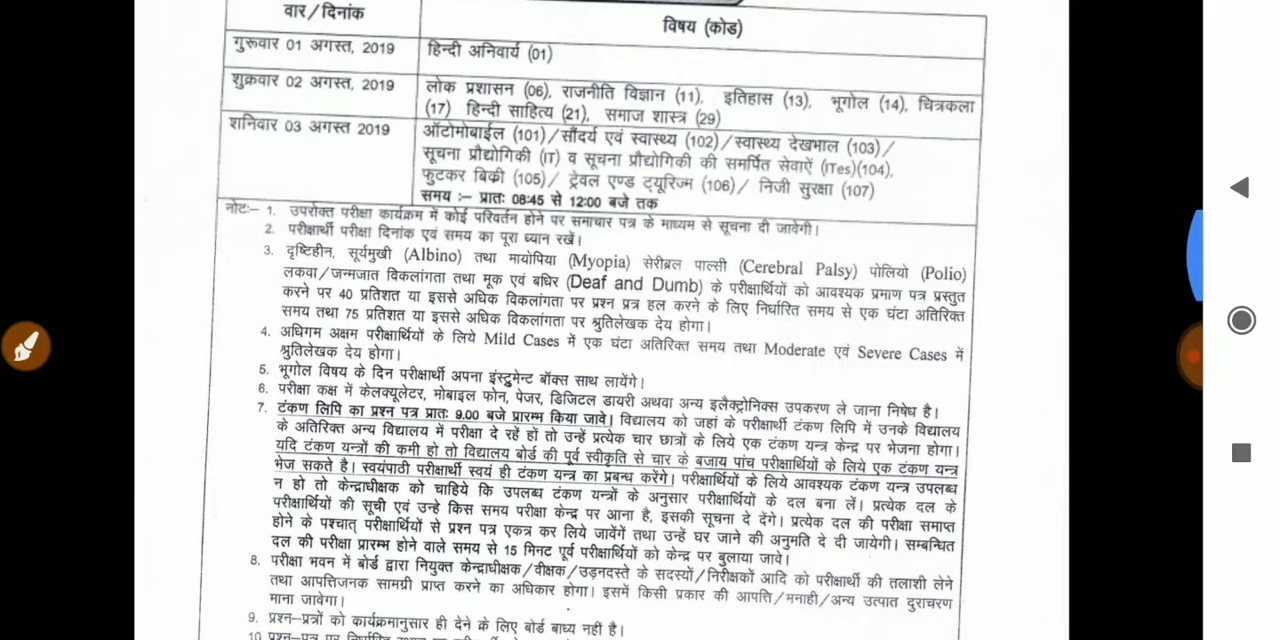 वार/दिनांक
विषय (कोड)
गुरूवार 01 अगस्त, 2019
हिन्दी अनिवार्य (01)
शुक्रवार 02 अगस्त, 2019
लोक प्रशासन (06), राजनीति विज्ञान (11), इतिहास (13), भूगोल (14), चित्रकला
(17) हिन्दी साहित्य (21), समाज शास्त्र (29)
शनिवार 03 अगस्त 2019
ऑटोमोबाईल (101)/सौंदर्य एवं स्वास्थ्य (102)/स्वास्थ्य देखभाल (103)/
सूचना प्रौद्योगिकी (IT) व सूचना प्रौद्योगिकी की समर्पित सेवाऐं (ITes)(104),
फुटकर बिक्री (105)/ ट्रेवल एण्ड ट्यूरिज्म (106)/ निजी सुरक्षा (107)
समय :– प्रातः 08:45 से 12:00 बजे तक
नोटः– 1. उपरोक्त परीक्षा कार्यक्रम में कोई परिवर्तन होने पर समाचार पत्र के माध्यम से सूचना दी जावेगी।
2. परीक्षार्थी परीक्षा दिनांक एवं समय का पूरा ध्यान रखें।
3. दृष्टिहीन, सूर्यमुखी (Albino) तथा मायोपिया (Myopia) सेरीब्रल पाल्सी (Cerebral Palsy) पोलियो (Polio)
लकवा/जन्मजात विकलांगता तथा मूक एवं बधिर (Deaf and Dumb) के परीक्षार्थियों को आवश्यक प्रमाण पत्र प्रस्तुत
करने पर 40 प्रतिशत या इससे अधिक विकलांगता पर प्रश्न प्रत्र हल करने के लिए निर्धारित समय से एक घंटा अतिरिक्त
समय तथा 75 प्रतिशत या इससे अधिक विकलांगता पर श्रुतिलेखक देय होगा।
4. अधिगम अक्षम परीक्षार्थियों के लिये Mild Cases में एक घंटा अतिरिक्त समय तथा Moderate एवं Severe Cases में
श्रुतिलेखक देय होगा।
5. भूगोल विषय के दिन परीक्षार्थी अपना इंस्ट्रुमेन्ट बॉक्स साथ लायेंगे।
6. परीक्षा कक्ष में केलक्यूलेटर, मोबाइल फोन, पेजर, डिजिटल डायरी अथवा अन्य इलैक्ट्रोनिक्स उपकरण ले जाना निषेध है।
7. टंकण लिपि का प्रश्न पत्र प्रातः 9.00 बजे प्रारम्भ किया जावे। विद्यालय को जहां के परीक्षार्थी टंकण लिपि में उनके विद्यालय
के अतिरिक्त अन्य विद्यालय में परीक्षा दे रहें हों तो उन्हें प्रत्येक चार छात्रों के लिये एक टंकण यन्त्र केन्द्र पर भेजना होगा।
यदि टंकण यन्त्रों की कमी हो तो विद्यालय बोर्ड की पूर्व स्वीकृति से चार के बजाय पांच परीक्षार्थियों के लिये एक टंकण यन्त्र
भेज सकते है। स्वयंपाठी परीक्षार्थी स्वयं ही टंकण यन्त्र का प्रबन्ध करेंगे। परीक्षार्थियों के लिये आवश्यक टंकण यन्त्र उपलब्ध
न हो तो केन्द्राधीक्षक को चाहिये कि उपलब्ध टंकण यन्त्रों के अनुसार परीक्षार्थियों के दल बना लें। प्रत्येक दल के
परीक्षार्थियों की सूची एवं उन्हे किस समय परीक्षा केन्द्र पर आना है, इसकी सूचना दे देंगे। प्रत्येक दल की परीक्षा समाप्त
होने के पश्चात् परीक्षार्थियों से प्रश्न पत्र एकत्र कर लिये जावेंगें तथा उन्हें घर जाने की अनुमति दे दी जायेगी। सम्बन्धित
दल की परीक्षा प्रारम्भ होने वाले समय से 15 मिनट पूर्व परीक्षार्थियों को केन्द्र पर बुलाया जावे।
8. परीक्षा भवन में बोर्ड द्वारा नियुक्त केन्द्राधीक्षक/वीक्षक/उड़नदस्ते के सदस्यों/निरीक्षकों आदि को परीक्षार्थी की तलाशी लेने
तथा आपत्तिजनक सामग्री प्राप्त करने का अधिकार होगा। इसमें किसी प्रकार की आपत्ति/मनाही/अन्य उत्पात दुराचरण
माना जावेगा।
9. प्रश्न–प्रत्रों को कार्यक्रमानुसार ही देने के लिए बोर्ड बाध्य नहीं है।
10 प्रश्न–पत्र पर निर्धारित